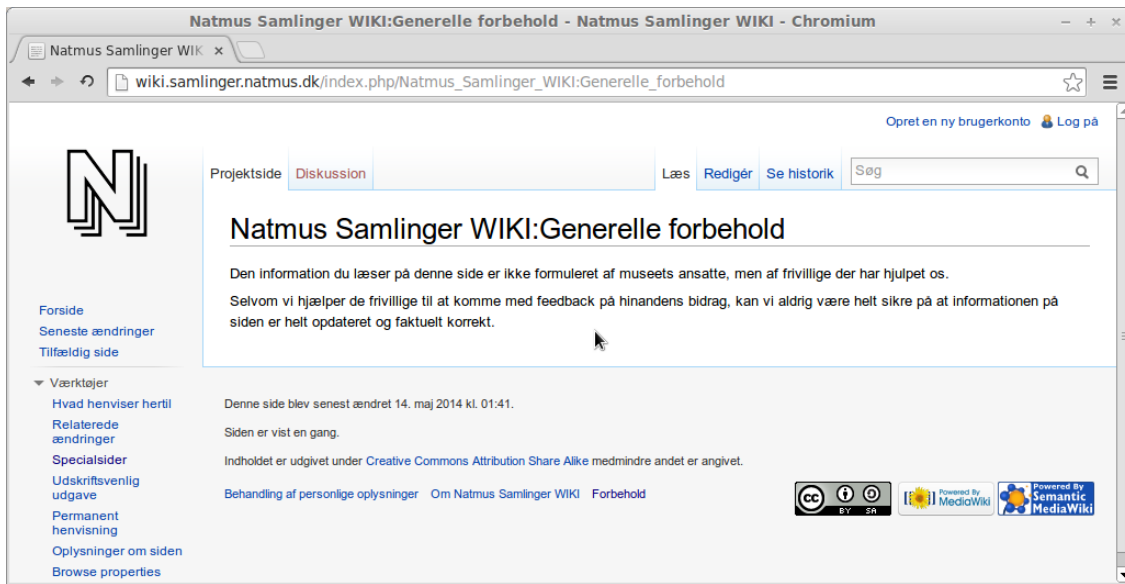 Natmus Samlinger WIKI:Generelle forbehold - Natmus Samlinger WIKI - Chromium
Natmus Samlinger WIK
wiki.samlinger.natmus.dk/index.php/Natmus_Samlinger_WIKI:Generelle_forbehold
Opret en ny brugerkonto Log på
N
Projektside Diskussion Læs Redigér Se historik Søg
Natmus Samlinger WIKI:Generelle forbehold
Den information du læser på denne side er ikke formuleret af museets ansatte, men af frivillige der har hjulpet os.
Selvom vi hjælper de frivillige til at komme med feedback på hinandens bidrag, kan vi aldrig være helt sikre på at informationen på
siden er helt opdateret og faktuelt korrekt.
Forside
Seneste ændringer
Tilfældig side
Værktøjer
Hvad henviser hertil
Relaterede
ændringer
Specialsider
Udskriftsvenlig
udgave
Permanent
henvisning
Oplysninger om siden
Browse properties
Denne side blev senest ændret 14. maj 2014 kl. 01:41.
Siden er vist en gang.
Indholdet er udgivet under Creative Commons Attribution Share Alike medmindre andet er angivet.
Behandling af personlige oplysninger Om Natmus Samlinger WIKI Forbehold
cc BY SA
Powered By
MediaWiki
Powered By
Semantic
MediaWiki